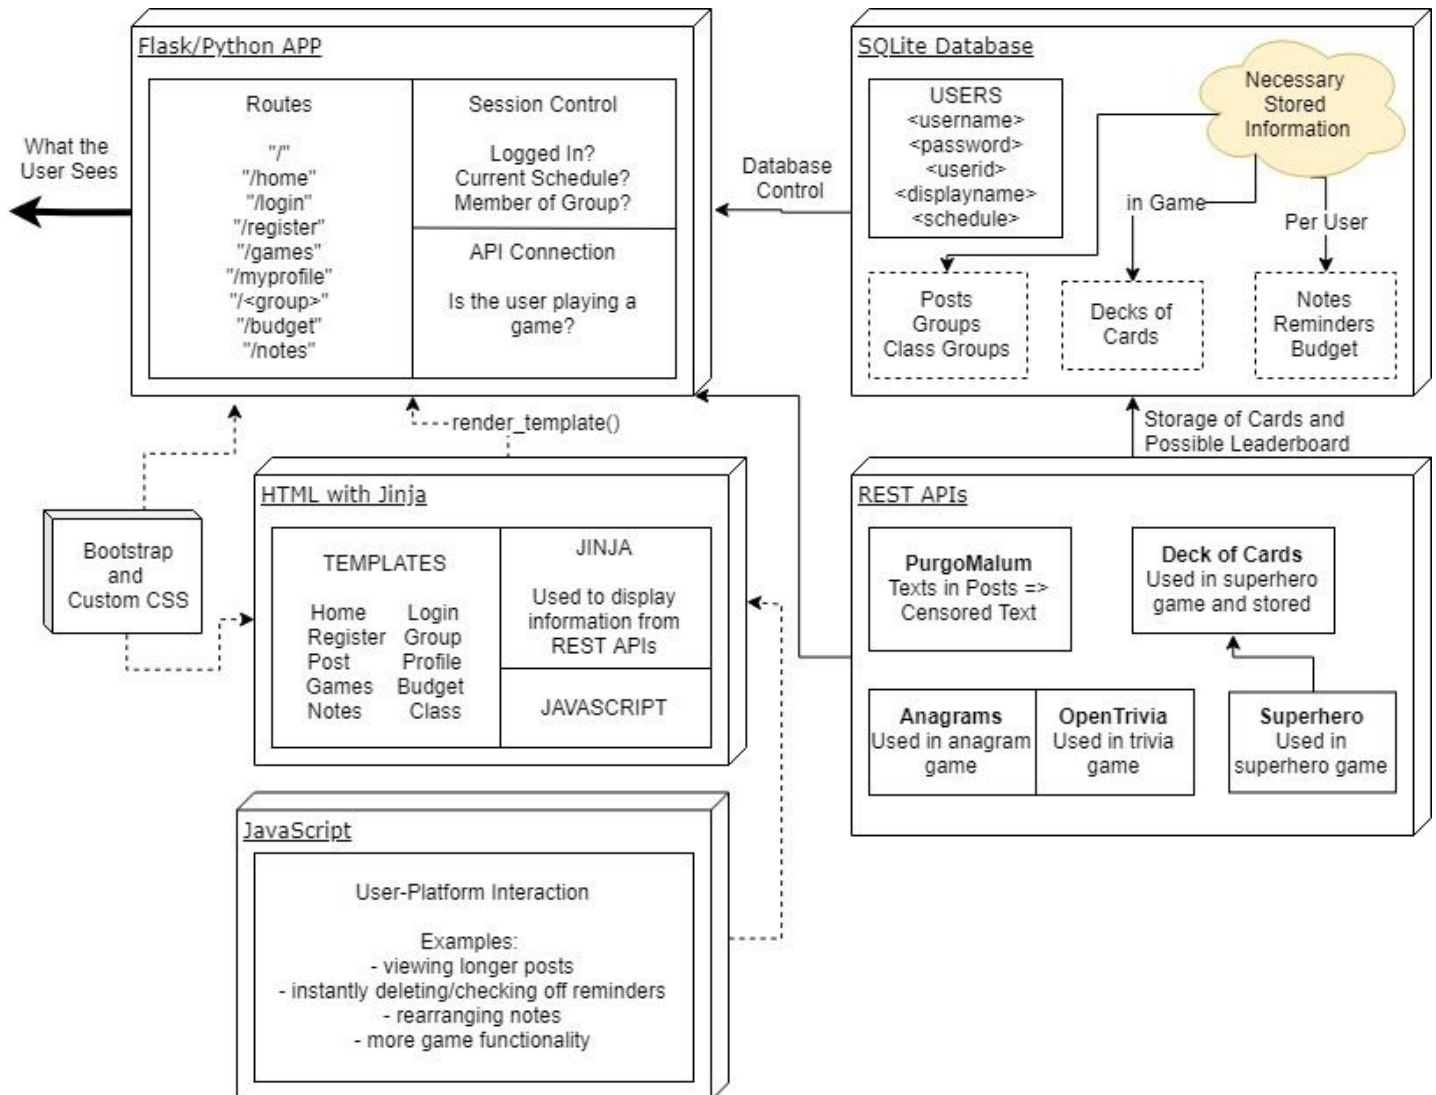 Flask/Python APP
Routes
"/"
"/home"
"/login"
"/register"
"/games"
"/myprofile"
"/<group>"
"/budget"
"/notes"
Session Control
Logged In?
Current Schedule?
Member of Group?
API Connection
Is the user playing a
game?
What the
User Sees
Database
Control
SQLite Database
USERS
<username>
<password>
<userid>
<displayname>
<schedule>
Necessary
Stored
Information
in Game
Per User
Posts
Groups
Class Groups
Decks of
Cards
Notes
Reminders
Budget
render_template()
Storage of Cards and
Possible Leaderboard
Bootstrap
and
Custom CSS
HTML with Jinja
TEMPLATES
Home Login
Register Group
Post Profile
Games Budget
Notes Class
JINJA
Used to display
information from
REST APIs
JAVASCRIPT
REST APIs
PurgoMalum
Texts in Posts =>
Censored Text
Deck of Cards
Used in superhero
game and stored
Anagrams
Used in anagram
game
OpenTrivia
Used in trivia
game
Superhero
Used in
superhero game
JavaScript
User-Platform Interaction
Examples:
- viewing longer posts
- instantly deleting/checking off reminders
- rearranging notes
- more game functionality